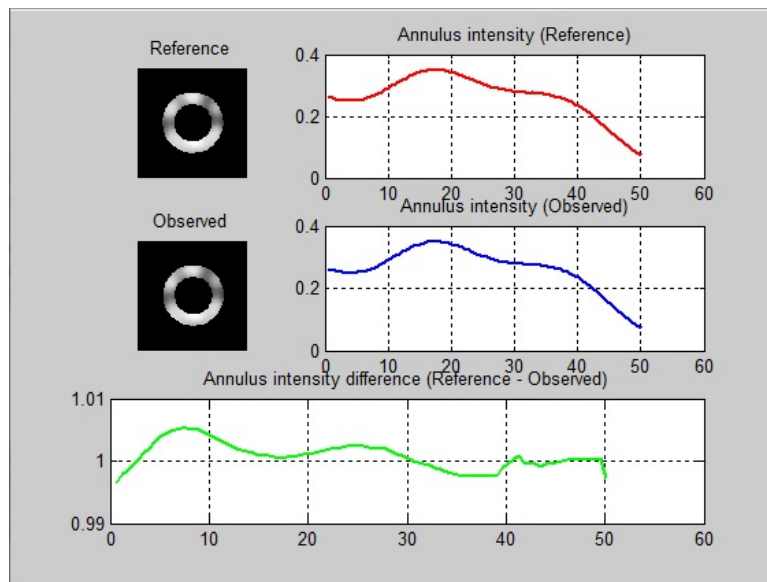 Reference
Annulus intensity (Reference)
0.4
0.2
0
0 10 20 30 40 50 60
Observed
Annulus intensity (Observed)
0.4
0.2
0
0 10 20 30 40 50 60
Annulus intensity difference (Reference - Observed)
1.01
1
0.99
0 10 20 30 40 50 60